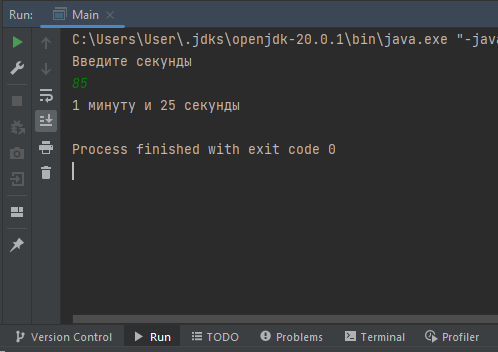 Run: Main
C:\Users\User\.jdks\openjdk-20.0.1\bin\java.exe "-jav
Введите секунды
85
1 минуту и 25 секунды
Process finished with exit code 0
Version Control Run TODO Problems Terminal Profiler